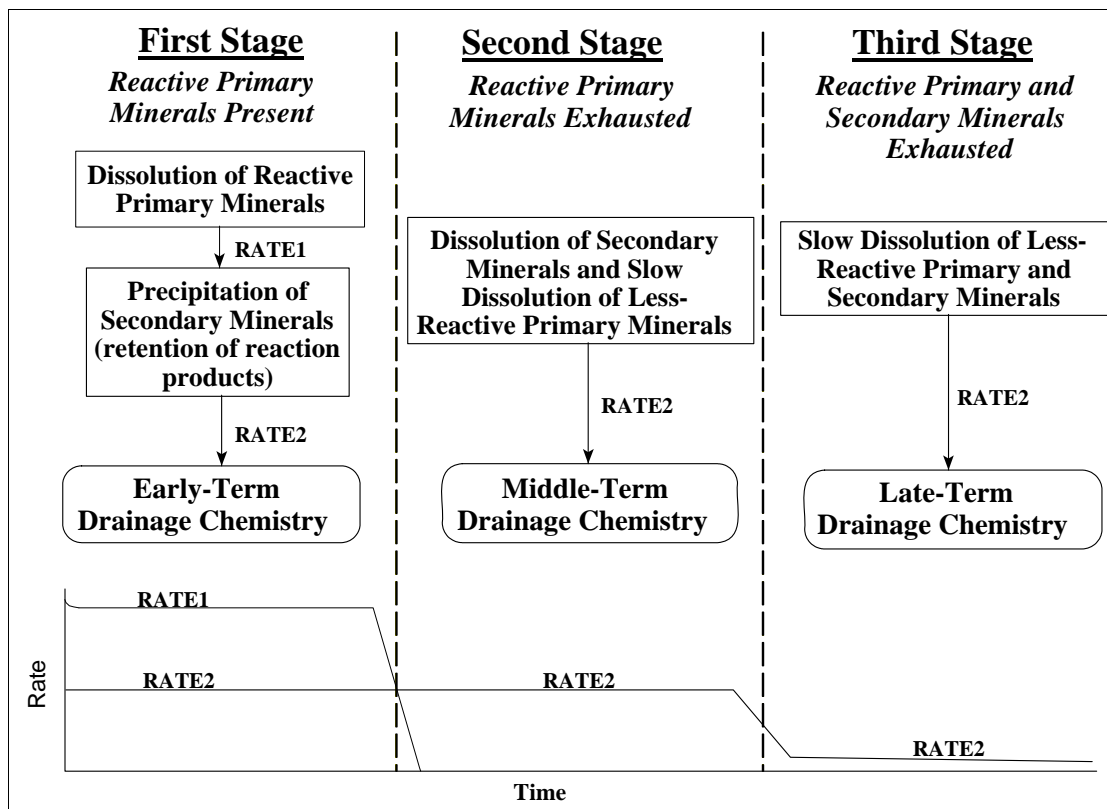 First Stage
Reactive Primary
Minerals Present
Dissolution of Reactive
Primary Minerals
RATE1
Precipitation of
Secondary Minerals
(retention of reaction
products)
RATE2
Early-Term
Drainage Chemistry
Second Stage
Reactive Primary
Minerals Exhausted
Dissolution of Secondary
Minerals and Slow
Dissolution of Less-
Reactive Primary Minerals
RATE2
Middle-Term
Drainage Chemistry
Third Stage
Reactive Primary and
Secondary Minerals
Exhausted
Slow Dissolution of Less-
Reactive Primary and
Secondary Minerals
RATE2
Late-Term
Drainage Chemistry
Rate
RATE1
RATE2
RATE2
RATE2
Time